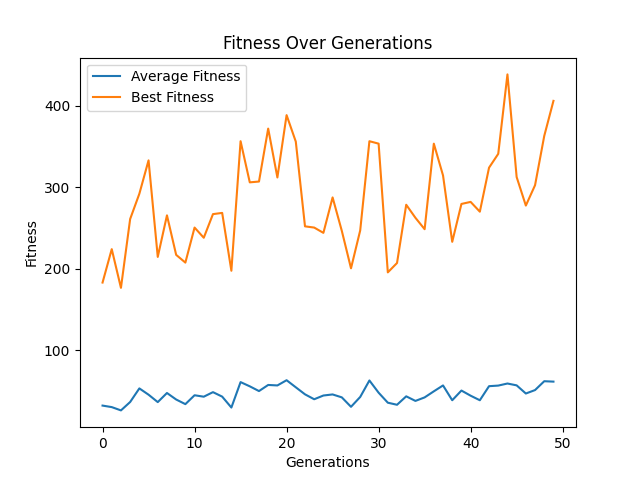 Fitness Over Generations
Average Fitness
Best Fitness
400
300
200
100
Fitness
0 10 20 30 40 50
Generations